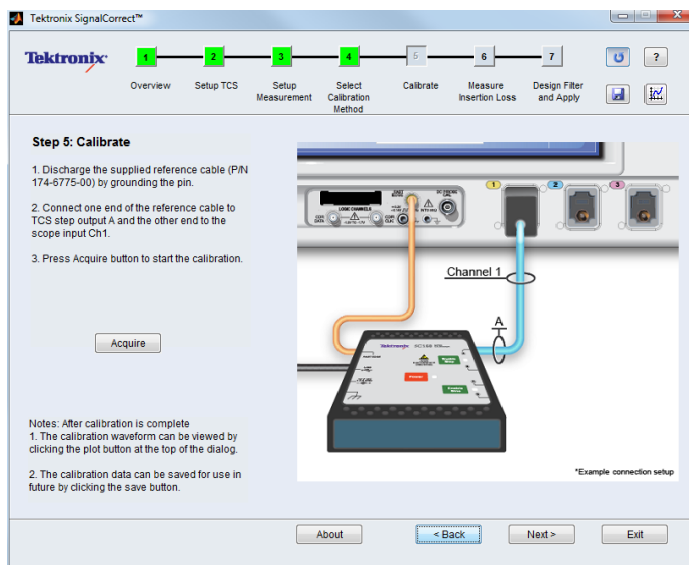 Tektronix SignalCorrect™
Tektronix
1 2 3 4 5 6 7 ?
Overview
Setup TCS
Setup
Measurement
Select
Calibration
Method
Calibrate
Measure
Insertion Loss
Design Filter
and Apply
Step 5: Calibrate
1. Discharge the supplied reference cable (P/N
174-6775-00) by grounding the pin.
2. Connect one end of the reference cable to
TCS step output A and the other end to the
scope input Ch1.
3. Press Acquire button to start the calibration.
Acquire
Notes: After calibration is complete
1. The calibration waveform can be viewed by
clicking the plot button at the top of the dialog.
2. The calibration data can be saved for use in
future by clicking the save button.
LOGIC CHANNELS
1
2
3
Channel 1
A
Tektronix
Power
*Example connection setup
About
< Back
Next >
Exit